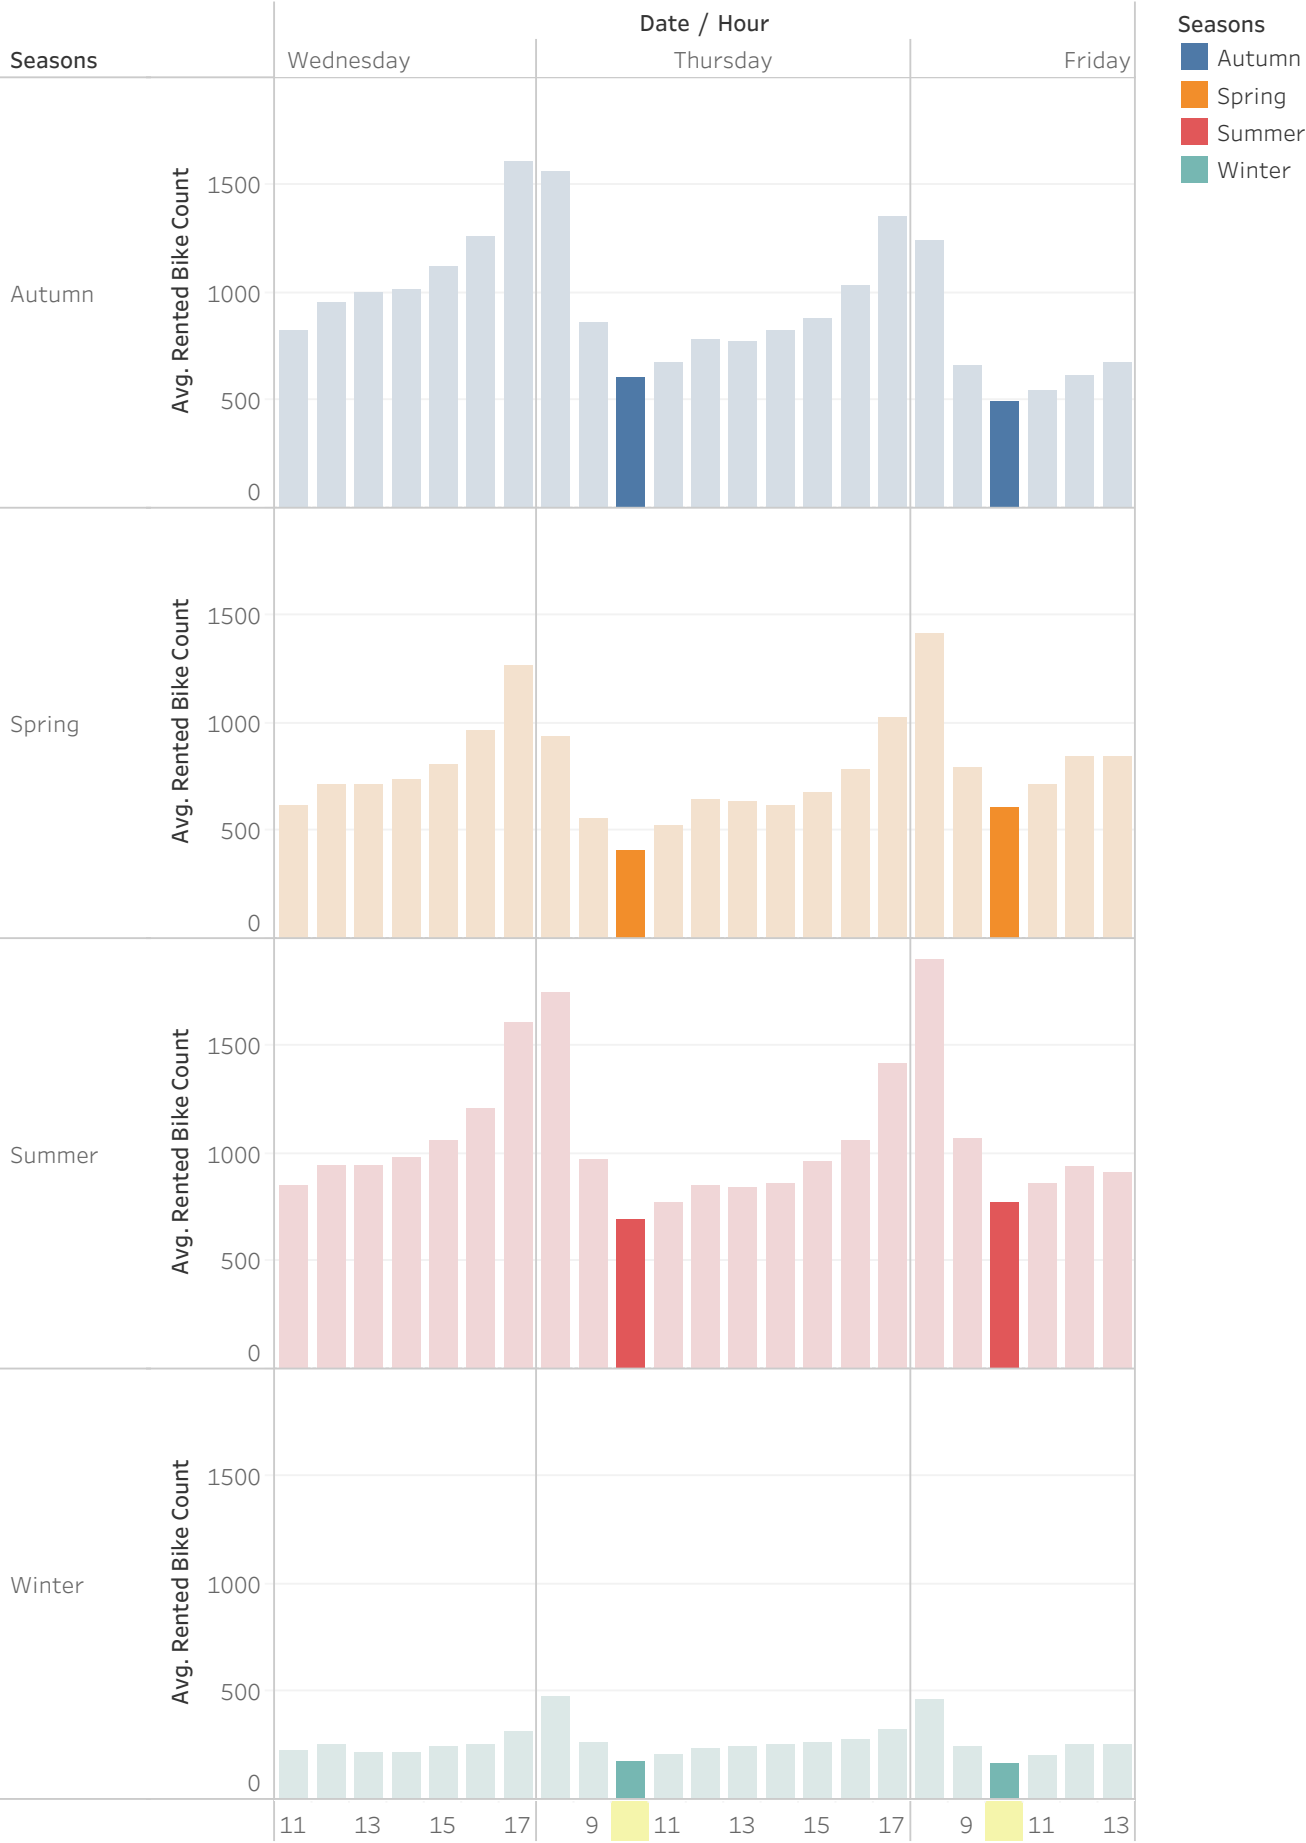 Date / Hour
Seasons Wednesday Thursday Friday
Seasons
Autumn
Spring
Summer
Winter
Autumn
Avg. Rented Bike Count
1500
1000
500
0
Spring
Avg. Rented Bike Count
1500
1000
500
0
Summer
Avg. Rented Bike Count
1500
1000
500
0
Winter
Avg. Rented Bike Count
1500
1000
500
0
11 13 15 17 9 11 13 15 17 9 11 13